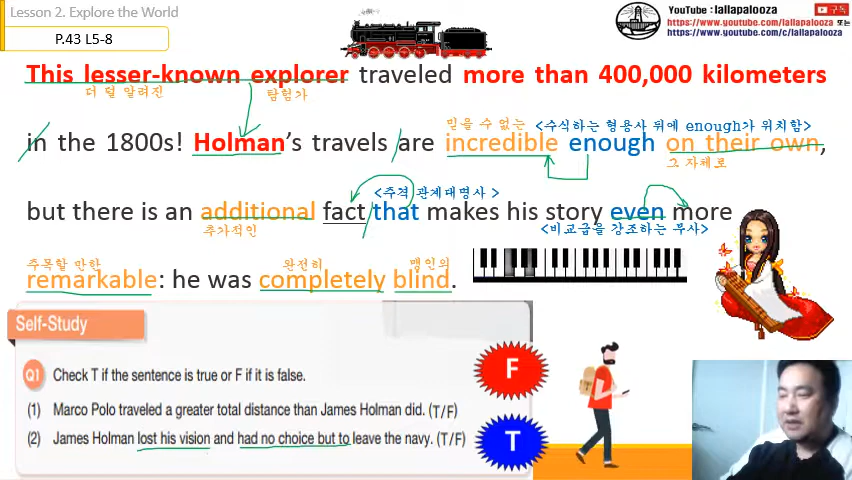 Lesson 2. Explore the World
P.43 L5-8
YouTube : lallapalooza
구독
https://www.youtube.com/lallapalooza 또는
https://www.youtube.com/c/lallapalooza
This lesser-known explorer traveled more than 400,000 kilometers
더 덜 알려진 탐험가
믿을 수 없는 <수식하는 형용사 뒤에 enough가 위치함>
in the 1800s! Holman's travels are incredible enough on their own,
그 자체로
<주격 관계대명사>
but there is an additional fact that makes his story even more
추가적인 <비교급을 강조하는 부사>
주목할 만한 완전히 맹인의
remarkable: he was completely blind.
Self-Study
Q1 Check T if the sentence is true or F if it is false.
(1) Marco Polo traveled a greater total distance than James Holman did. (T/F)
(2) James Holman lost his vision and had no choice but to leave the navy. (T/F)
F
T